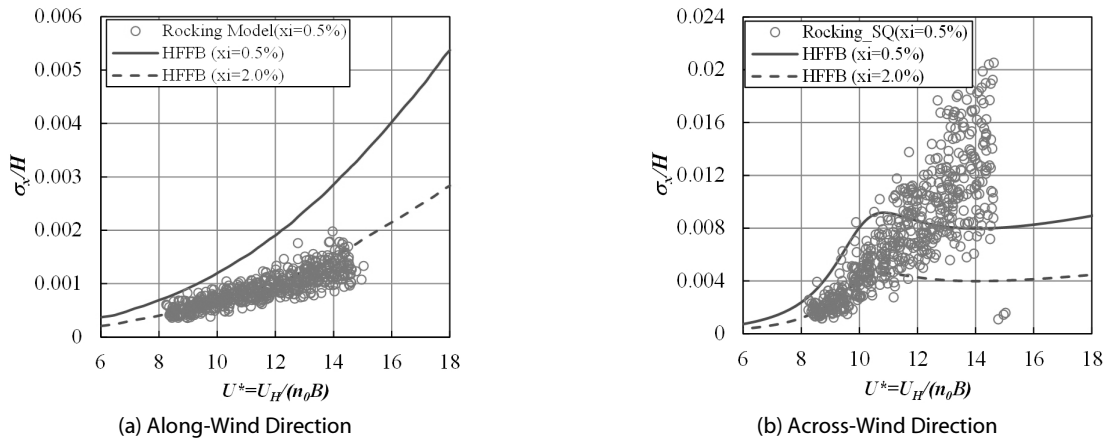 0.006
0.005
0.004
0.003
0.002
0.001
0
σx/H
Rocking Model(xi=0.5%)
HFFB (xi=0.5%)
HFFB (xi=2.0%)
6 8 10 12 14 16 18
U*=UH/(n0B)
(a) Along-Wind Direction
0.024
0.02
0.016
0.012
0.008
0.004
0
σx/H
Rocking_SQ(xi=0.5%)
HFFB (xi=0.5%)
HFFB (xi=2.0%)
6 8 10 12 14 16 18
U*=UH/(n0B)
(b) Across-Wind Direction